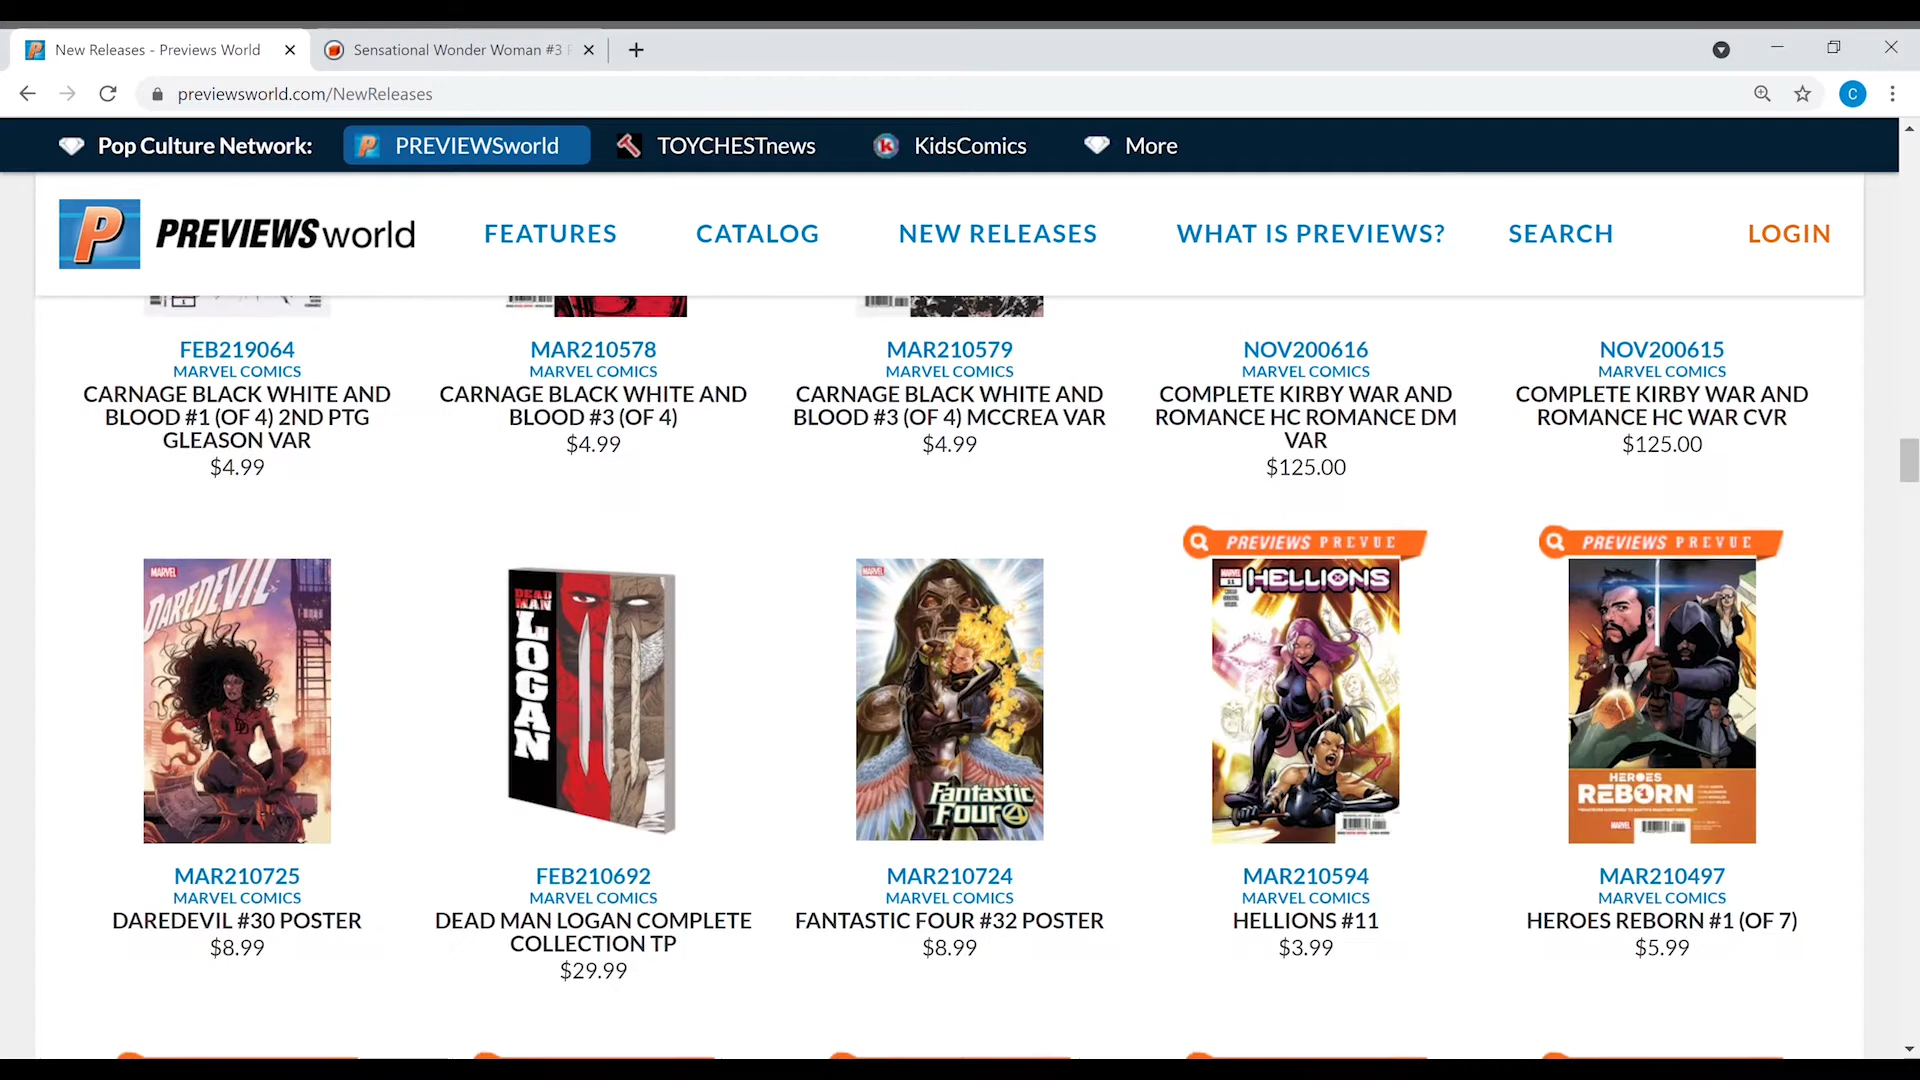 New Releases - Previews World
Sensational Wonder Woman #3
previewsworld.com/NewReleases
C
Pop Culture Network:
PREVIEWSworld
TOYCHESTnews
KidsComics
More
P
PREVIEWSworld
FEATURES
CATALOG
NEW RELEASES
WHAT IS PREVIEWS?
SEARCH
LOGIN
FEB219064
MARVEL COMICS
CARNAGE BLACK WHITE AND
BLOOD #1 (OF 4) 2ND PTG
GLEASON VAR
$4.99
MAR210578
MARVEL COMICS
CARNAGE BLACK WHITE AND
BLOOD #3 (OF 4)
$4.99
MAR210579
MARVEL COMICS
CARNAGE BLACK WHITE AND
BLOOD #3 (OF 4) MCCREA VAR
$4.99
NOV200616
MARVEL COMICS
COMPLETE KIRBY WAR AND
ROMANCE HC ROMANCE DM
VAR
$125.00
NOV200615
MARVEL COMICS
COMPLETE KIRBY WAR AND
ROMANCE HC WAR CVR
$125.00
MARVEL
DAREDEVIL
DD
MAR210725
MARVEL COMICS
DAREDEVIL #30 POSTER
$8.99
DEAD
MAN
LOGAN
FEB210692
MARVEL COMICS
DEAD MAN LOGAN COMPLETE
COLLECTION TP
$29.99
MARVEL
FANTASTIC
FOUR
MAR210724
MARVEL COMICS
FANTASTIC FOUR #32 POSTER
$8.99
PREVIEWS PREVUE
MARVEL
11
HELLIONS
MAR210594
MARVEL COMICS
HELLIONS #11
$3.99
PREVIEWS PREVUE
HEROES
REBORN
1
MARVEL
MAR210497
MARVEL COMICS
HEROES REBORN #1 (OF 7)
$5.99